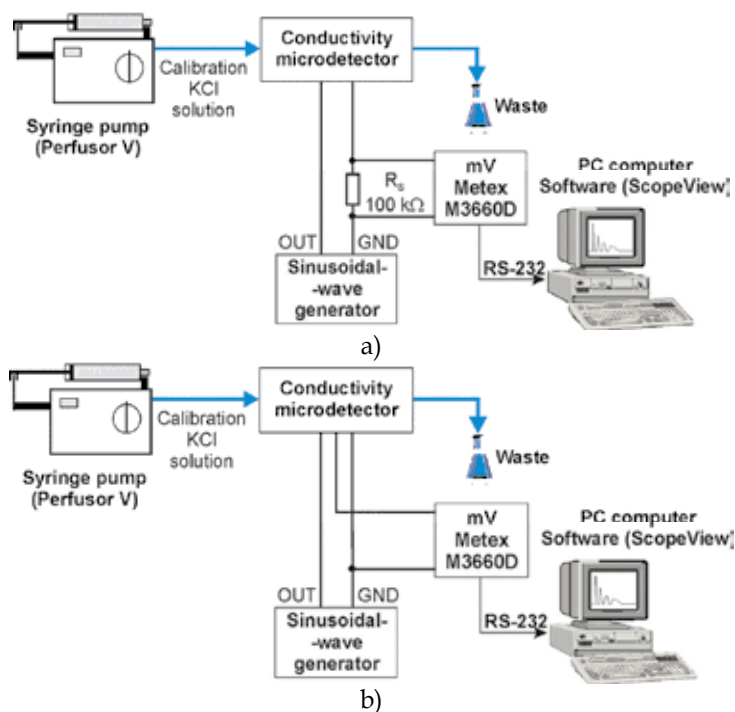 Syringe pump
(Perfusor V)
Calibration
KCl
solution
Conductivity
microdetector
Waste
Rs
100 kΩ
mV
Metex
M3660D
PC computer
Software (ScopeView)
OUT
GND
RS-232
Sinusoidal-
-wave
generator
a)
Syringe pump
(Perfusor V)
Calibration
KCl
solution
Conductivity
microdetector
Waste
mV
Metex
M3660D
PC computer
Software (ScopeView)
OUT
GND
RS-232
Sinusoidal-
-wave
generator
b)